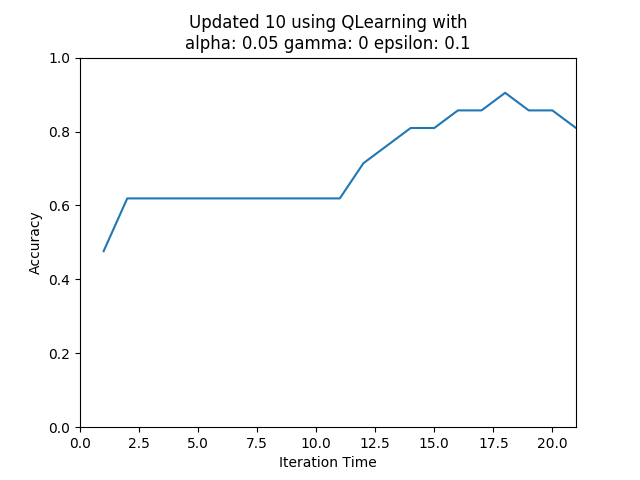 Updated 10 using QLearning with
alpha: 0.05 gamma: 0 epsilon: 0.1
1.0
0.8
0.6
0.4
0.2
0.0
Accuracy
0.0 2.5 5.0 7.5 10.0 12.5 15.0 17.5 20.0
Iteration Time